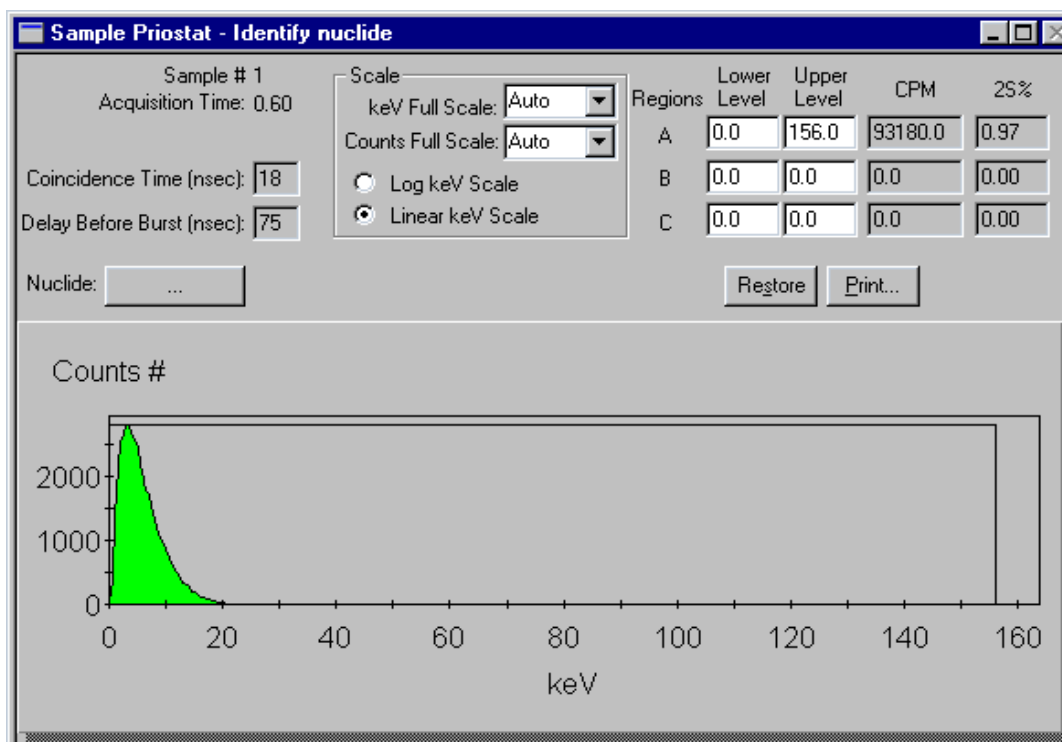 Sample Priostat - Identify nuclide
Sample # 1
Acquisition Time: 0.60
Coincidence Time (nsec): 18
Delay Before Burst (nsec): 75
Nuclide: ...
Scale
keV Full Scale: Auto
Counts Full Scale: Auto
Log keV Scale
Linear keV Scale
Regions Lower Level Upper Level CPM 2S%
A 0.0 156.0 93180.0 0.97
B 0.0 0.0 0.0 0.00
C 0.0 0.0 0.0 0.00
Restore Print...
Counts #
2000
1000
0
0 20 40 60 80 100 120 140 160
keV